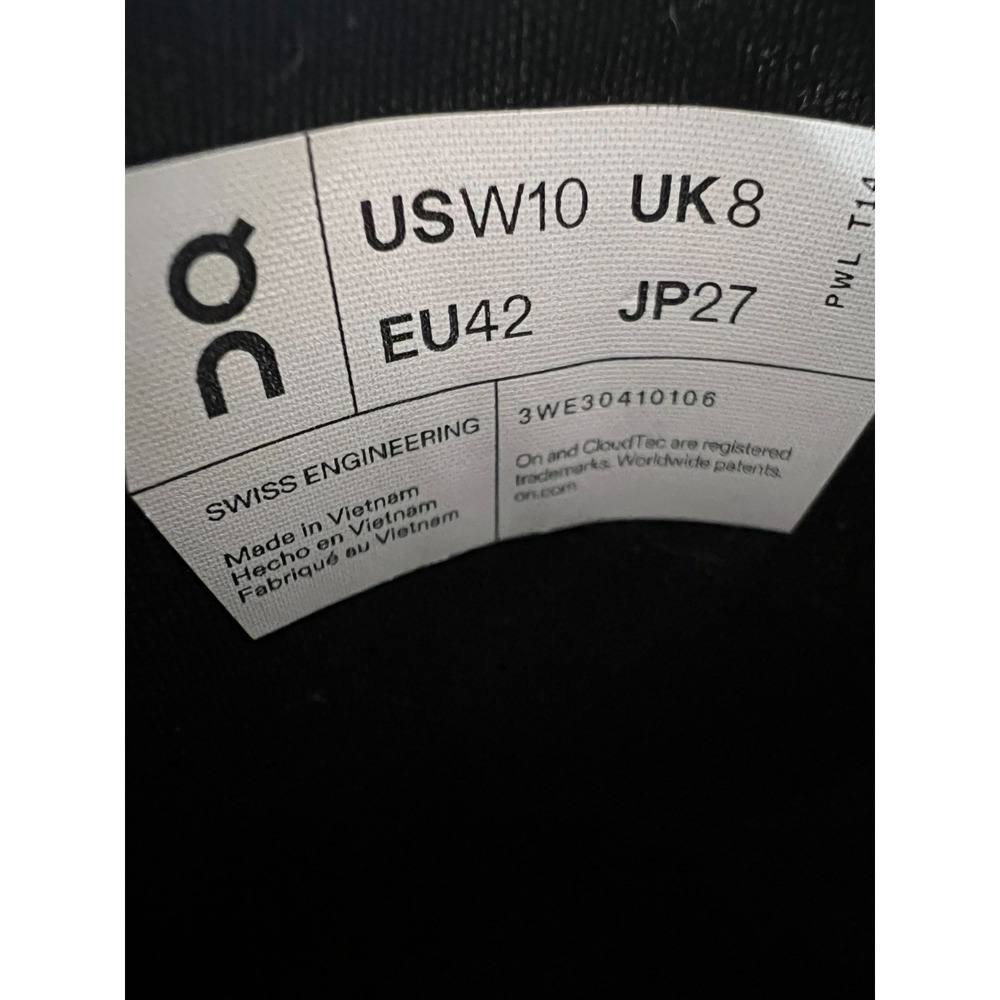 On
USW10 UK8
EU42 JP27
PWL T14
SWISS ENGINEERING
Made in Vietnam
Hecho en Vietnam
Fabriqué au Vietnam
3WE30410106
On and CloudTec are registered
trademarks. Worldwide patents.
on.com